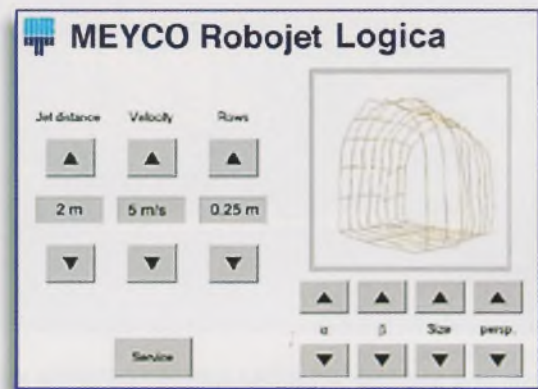 MEYCO Robojet Logica
Jet distance Velocity Rows
2 m 5 m/s 0.25 m
α β Size persp.
Service